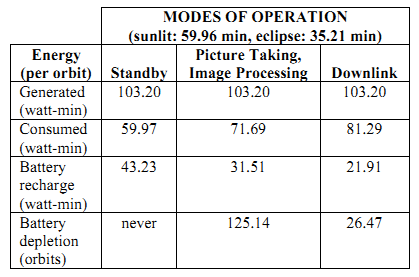 MODES OF OPERATION
(sunlit: 59.96 min, eclipse: 35.21 min)
Energy
(per orbit)
Standby
Picture Taking,
Image Processing
Downlink
Generated
(watt-min)
103.20
103.20
103.20
Consumed
(watt-min)
59.97
71.69
81.29
Battery
recharge
(watt-min)
43.23
31.51
21.91
Battery
depletion
(orbits)
never
125.14
26.47